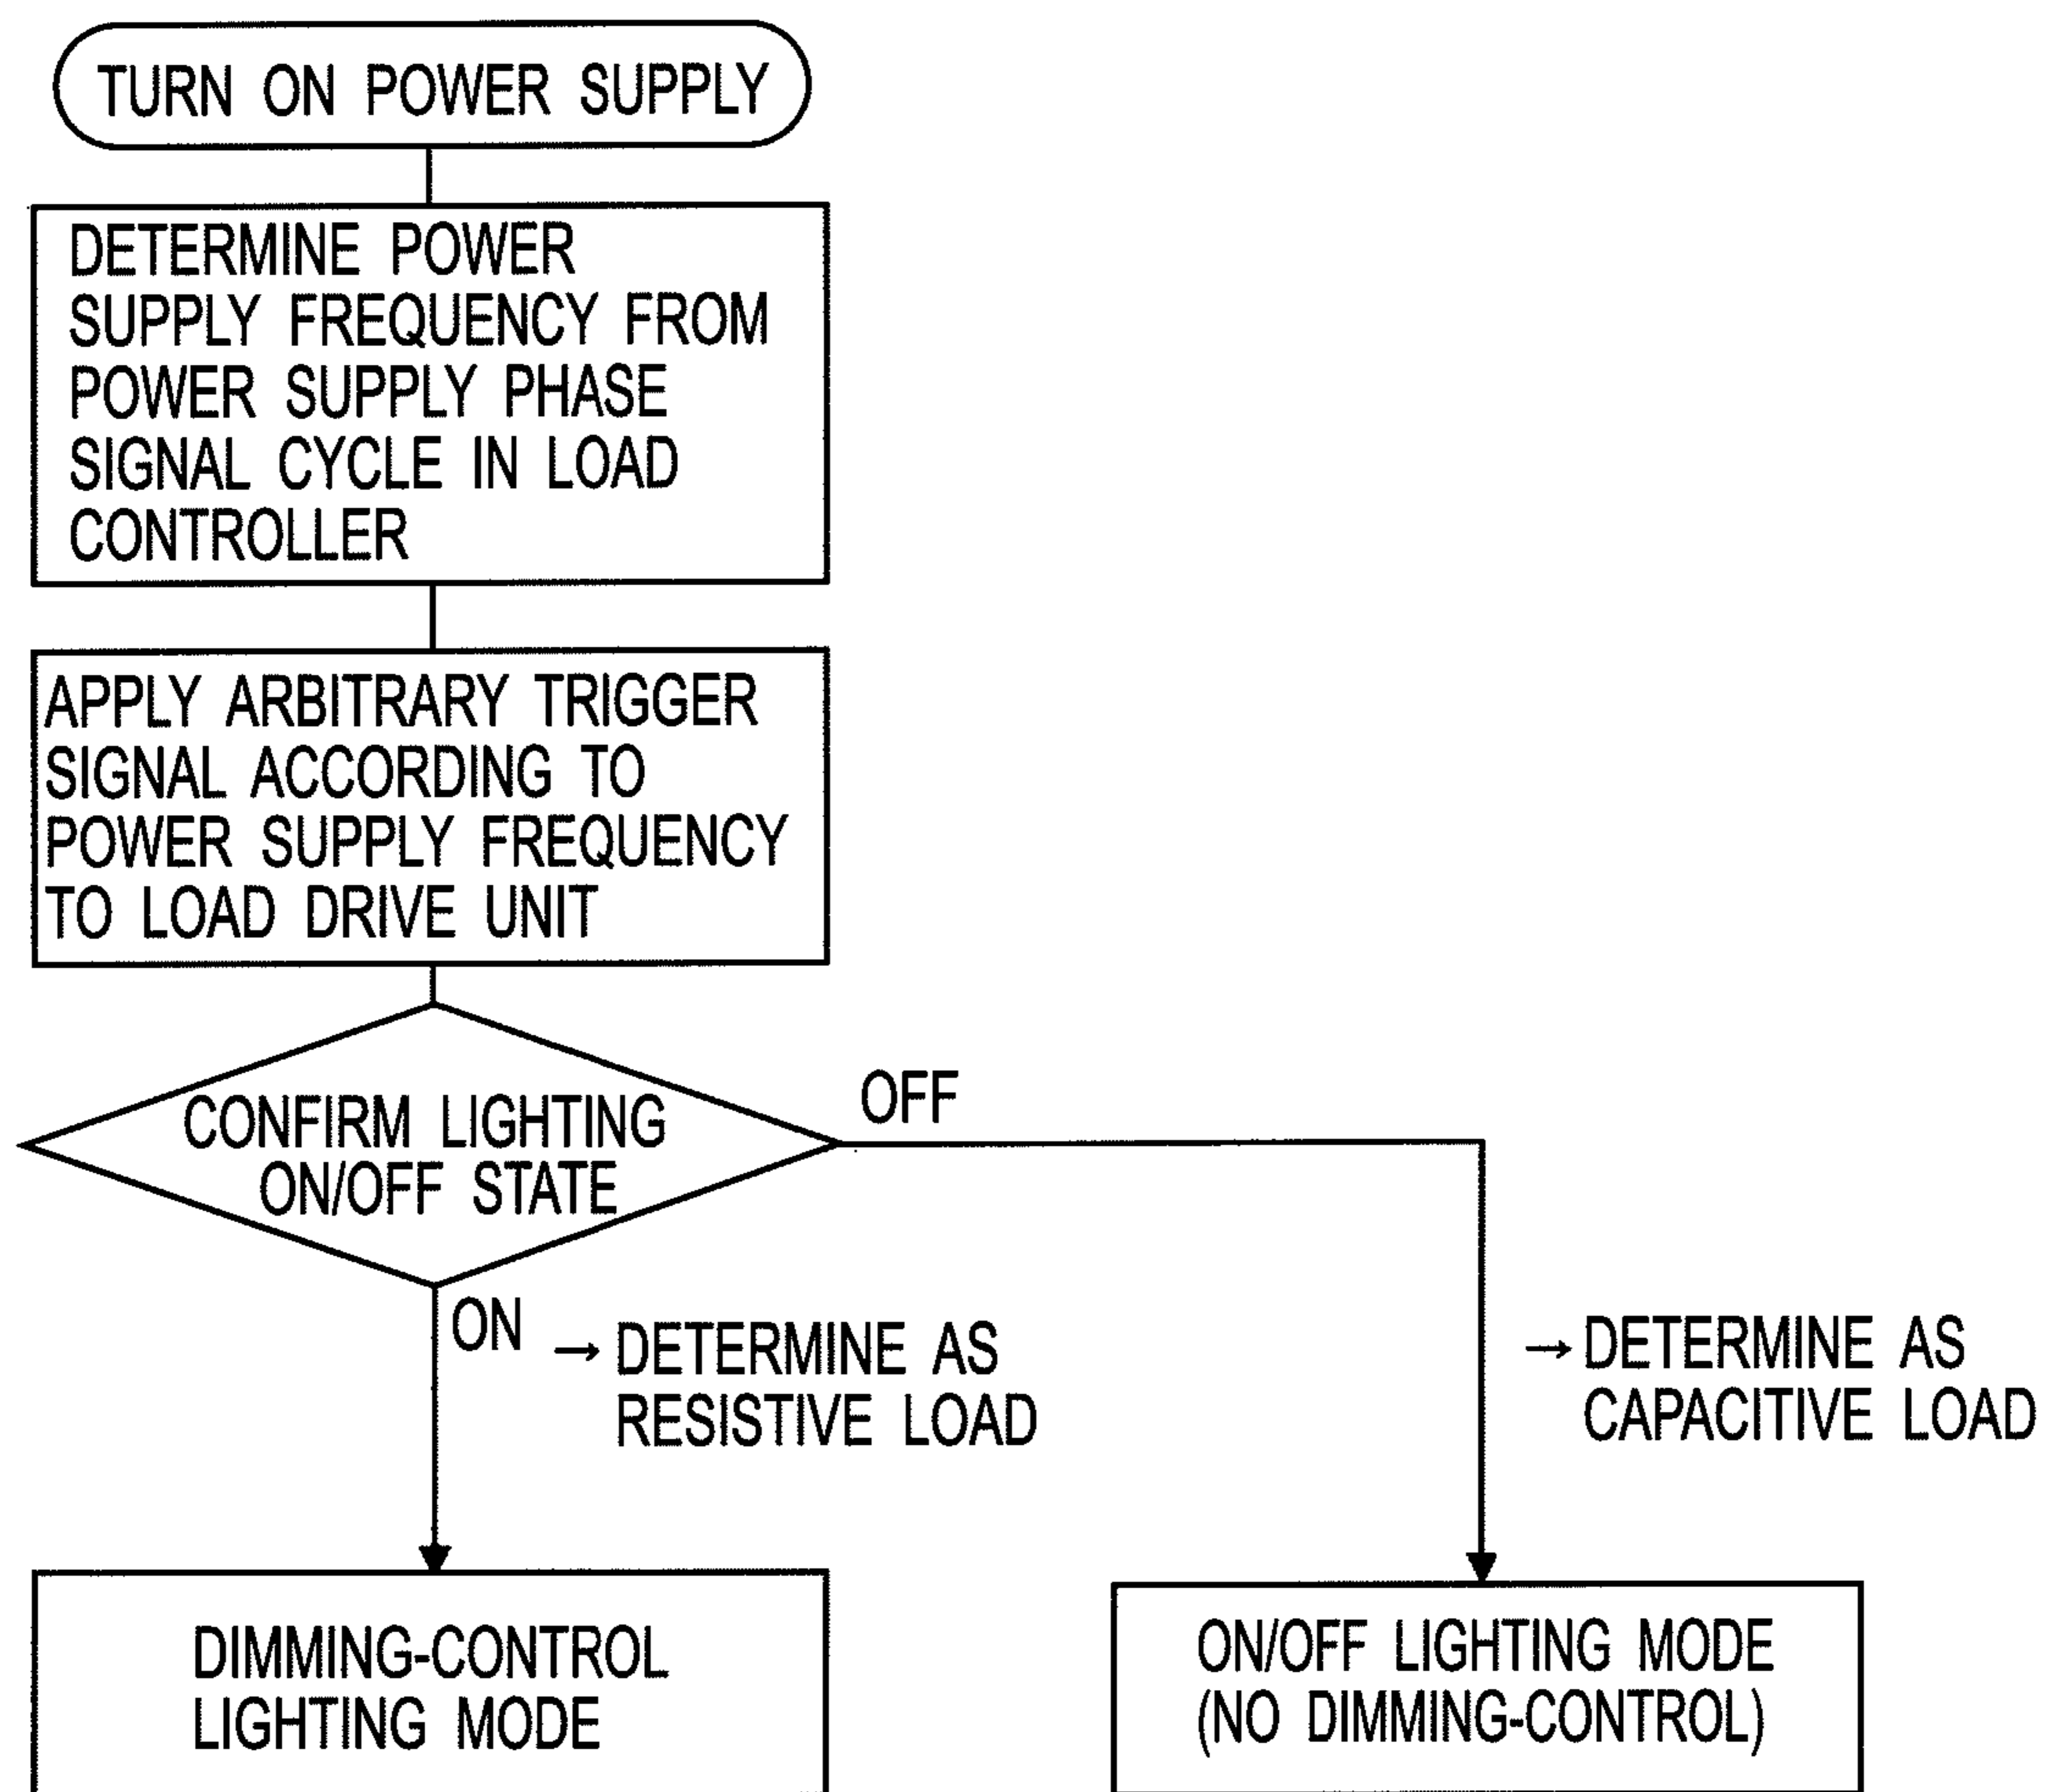 TURN ON POWER SUPPLY
DETERMINE POWER
SUPPLY FREQUENCY FROM
POWER SUPPLY PHASE
SIGNAL CYCLE IN LOAD
CONTROLLER
APPLY ARBITRARY TRIGGER
SIGNAL ACCORDING TO
POWER SUPPLY FREQUENCY
TO LOAD DRIVE UNIT
CONFIRM LIGHTING
ON/OFF STATE
OFF
ON
→ DETERMINE AS
RESISTIVE LOAD
→ DETERMINE AS
CAPACITIVE LOAD
DIMMING-CONTROL
LIGHTING MODE
ON/OFF LIGHTING MODE
(NO DIMMING-CONTROL)